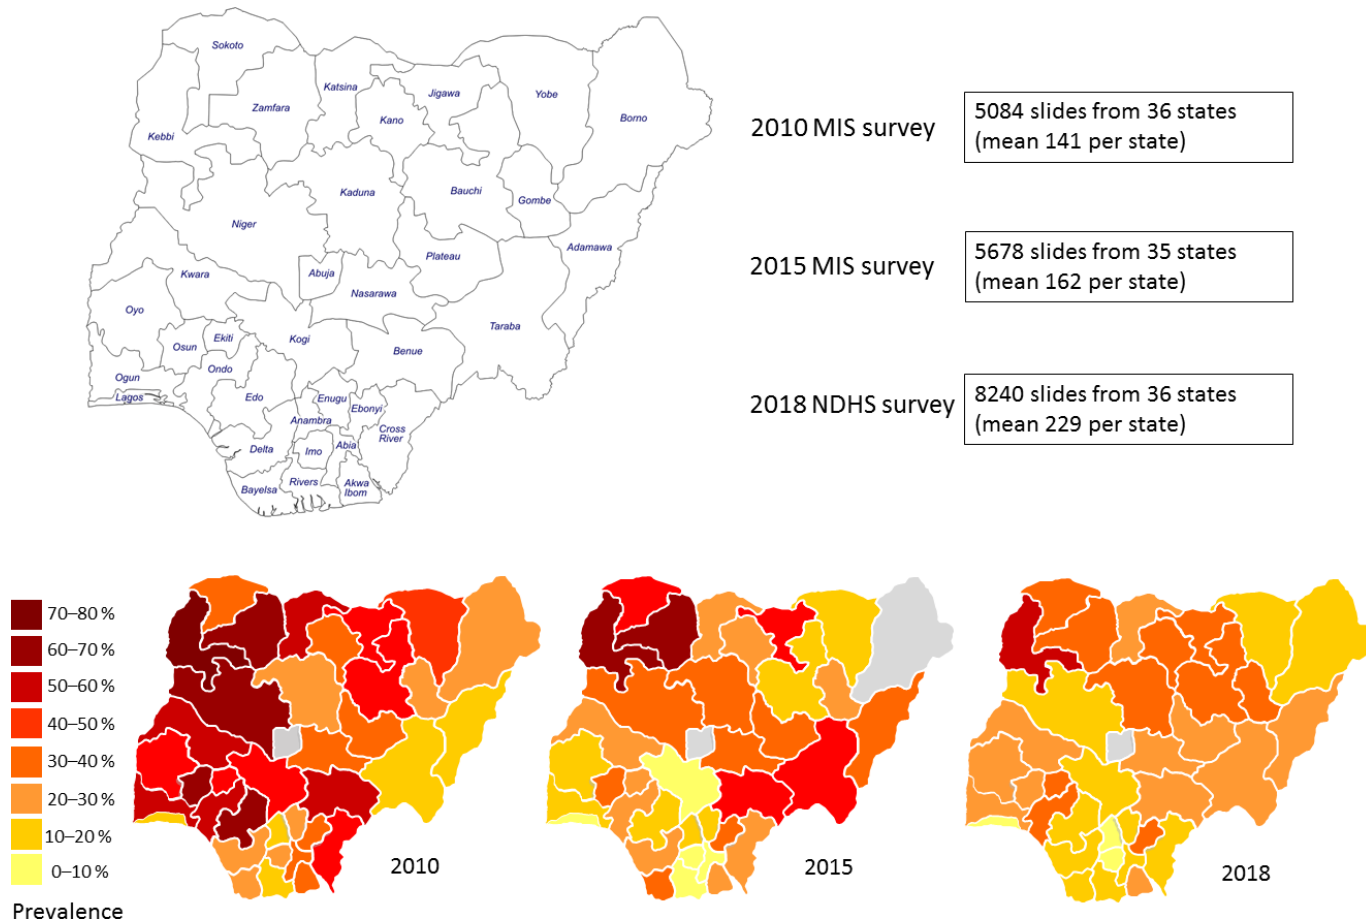 Sokoto
Katsina
Jigawa
Yobe
Zamfara
Kano
Borno
Kebbi
Kaduna
Bauchi
Gombe
Niger
Adamawa
Plateau
Abuja
Kwara
Nasarawa
Oyo
Taraba
Ekiti
Kogi
Osun
Benue
Ondo
Ogun
Lagos
Edo
Enugu
Ebonyi
Anambra
Cross
River
Delta
Imo
Abia
Bayelsa
Rivers
Akwa
Ibom
2010 MIS survey
5084 slides from 36 states
(mean 141 per state)
2015 MIS survey
5678 slides from 35 states
(mean 162 per state)
2018 NDHS survey
8240 slides from 36 states
(mean 229 per state)
70–80 %
60–70 %
50–60 %
40–50 %
30–40 %
20–30 %
10–20 %
0–10 %
Prevalence
2010
2015
2018